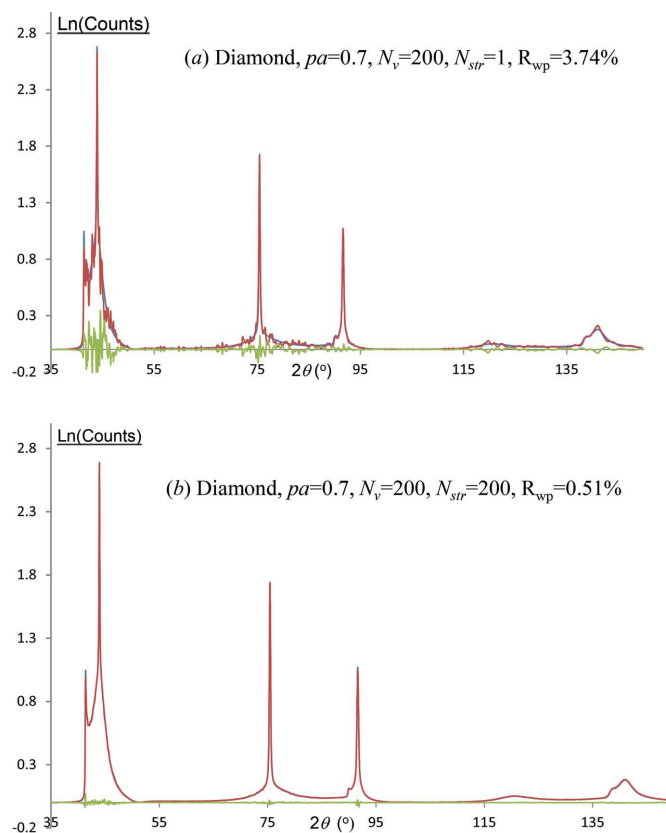 Ln(Counts)
(a) Diamond, pa=0.7, Nv=200, Nstr=1, Rwp=3.74%
2.8
2.3
1.8
1.3
0.8
0.3
-0.2
35 55 75 95 115 135
2θ (o)
Ln(Counts)
(b) Diamond, pa=0.7, Nv=200, Nstr=200, Rwp=0.51%
2.8
2.3
1.8
1.3
0.8
0.3
-0.2
35 55 75 95 115 135
2θ (o)